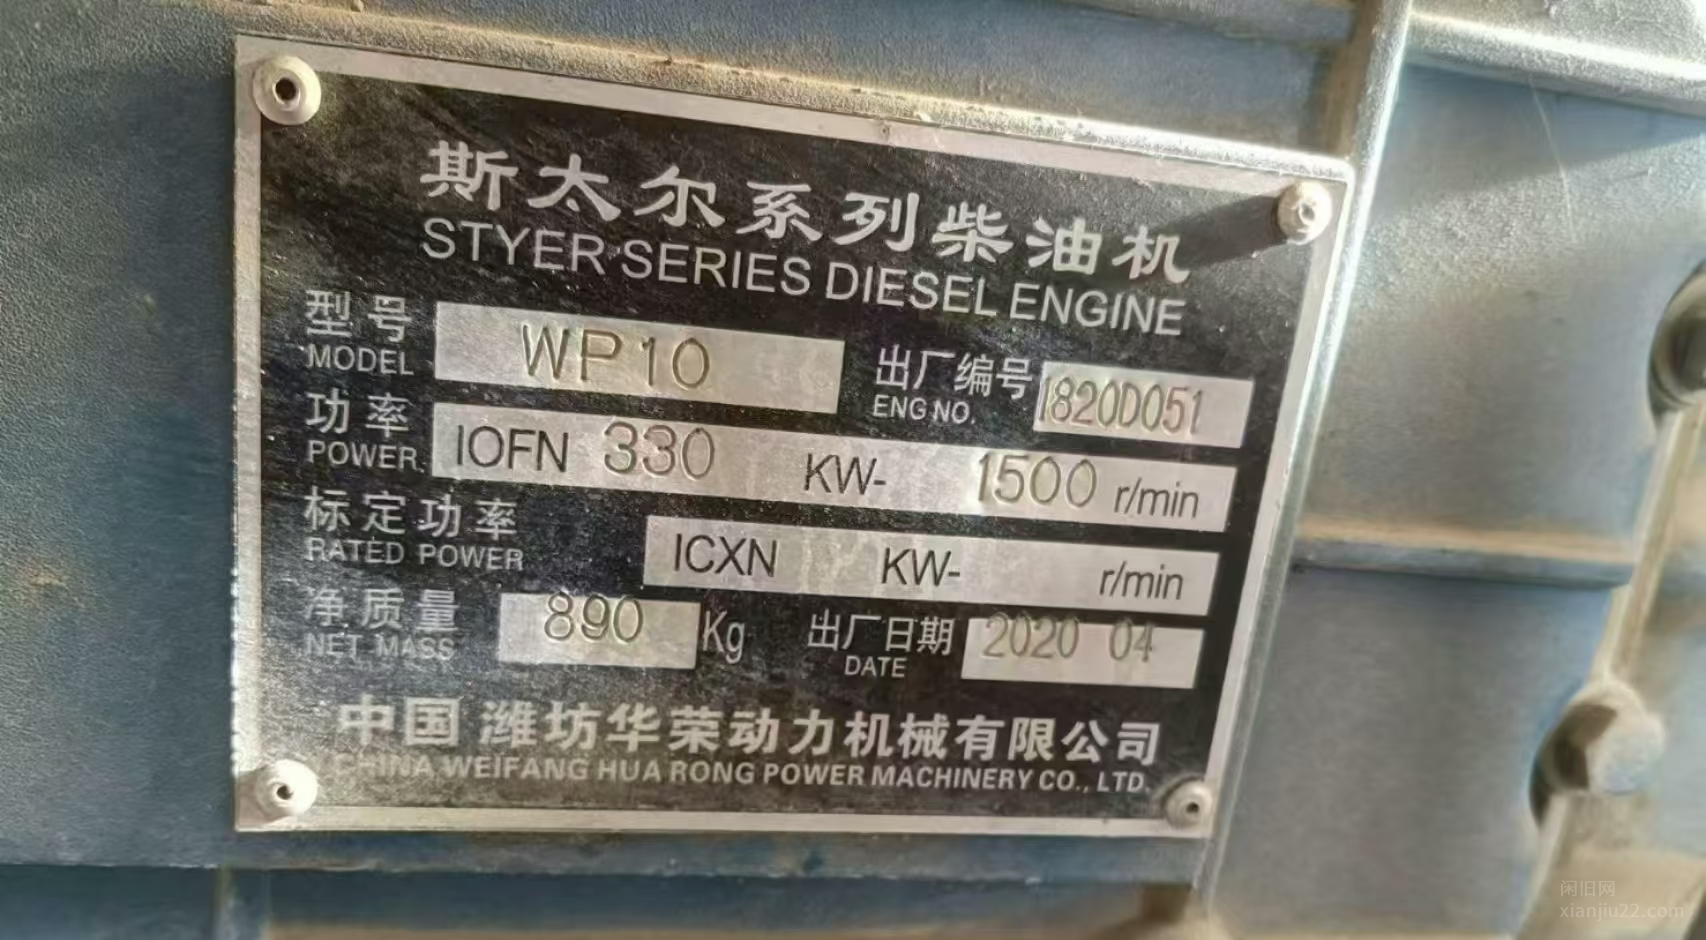 斯太尔系列柴油机
STYER SERIES DIESEL ENGINE
型号 WP10 出厂编号 1820D051
MODEL ENG NO.
功率 IOFN 330 KW- 1500 r/min
POWER
标定功率 ICXN KW- r/min
RATED POWER
净质量 890 Kg 出厂日期 2020 04
NET MASS DATE
中国潍坊华荣动力机械有限公司
CHINA WEIFANG HUA RONG POWER MACHINERY CO., LTD.
闲旧网
xianjiu22.com